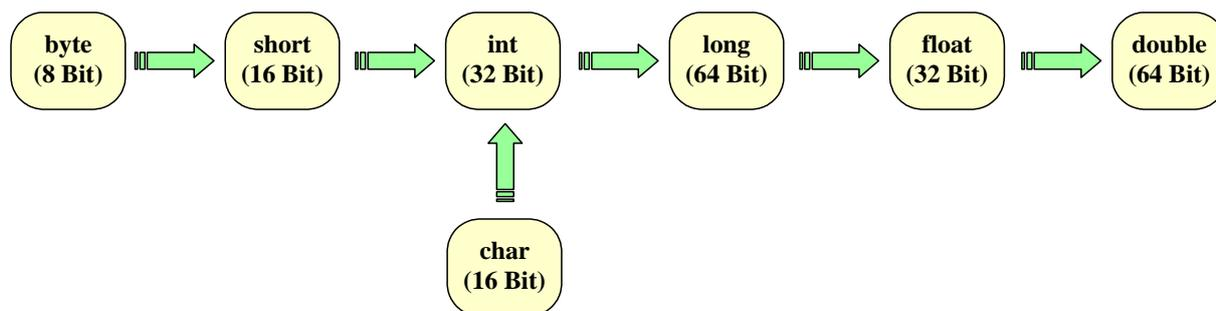 byte
(8 Bit)
short
(16 Bit)
int
(32 Bit)
long
(64 Bit)
float
(32 Bit)
double
(64 Bit)
char
(16 Bit)